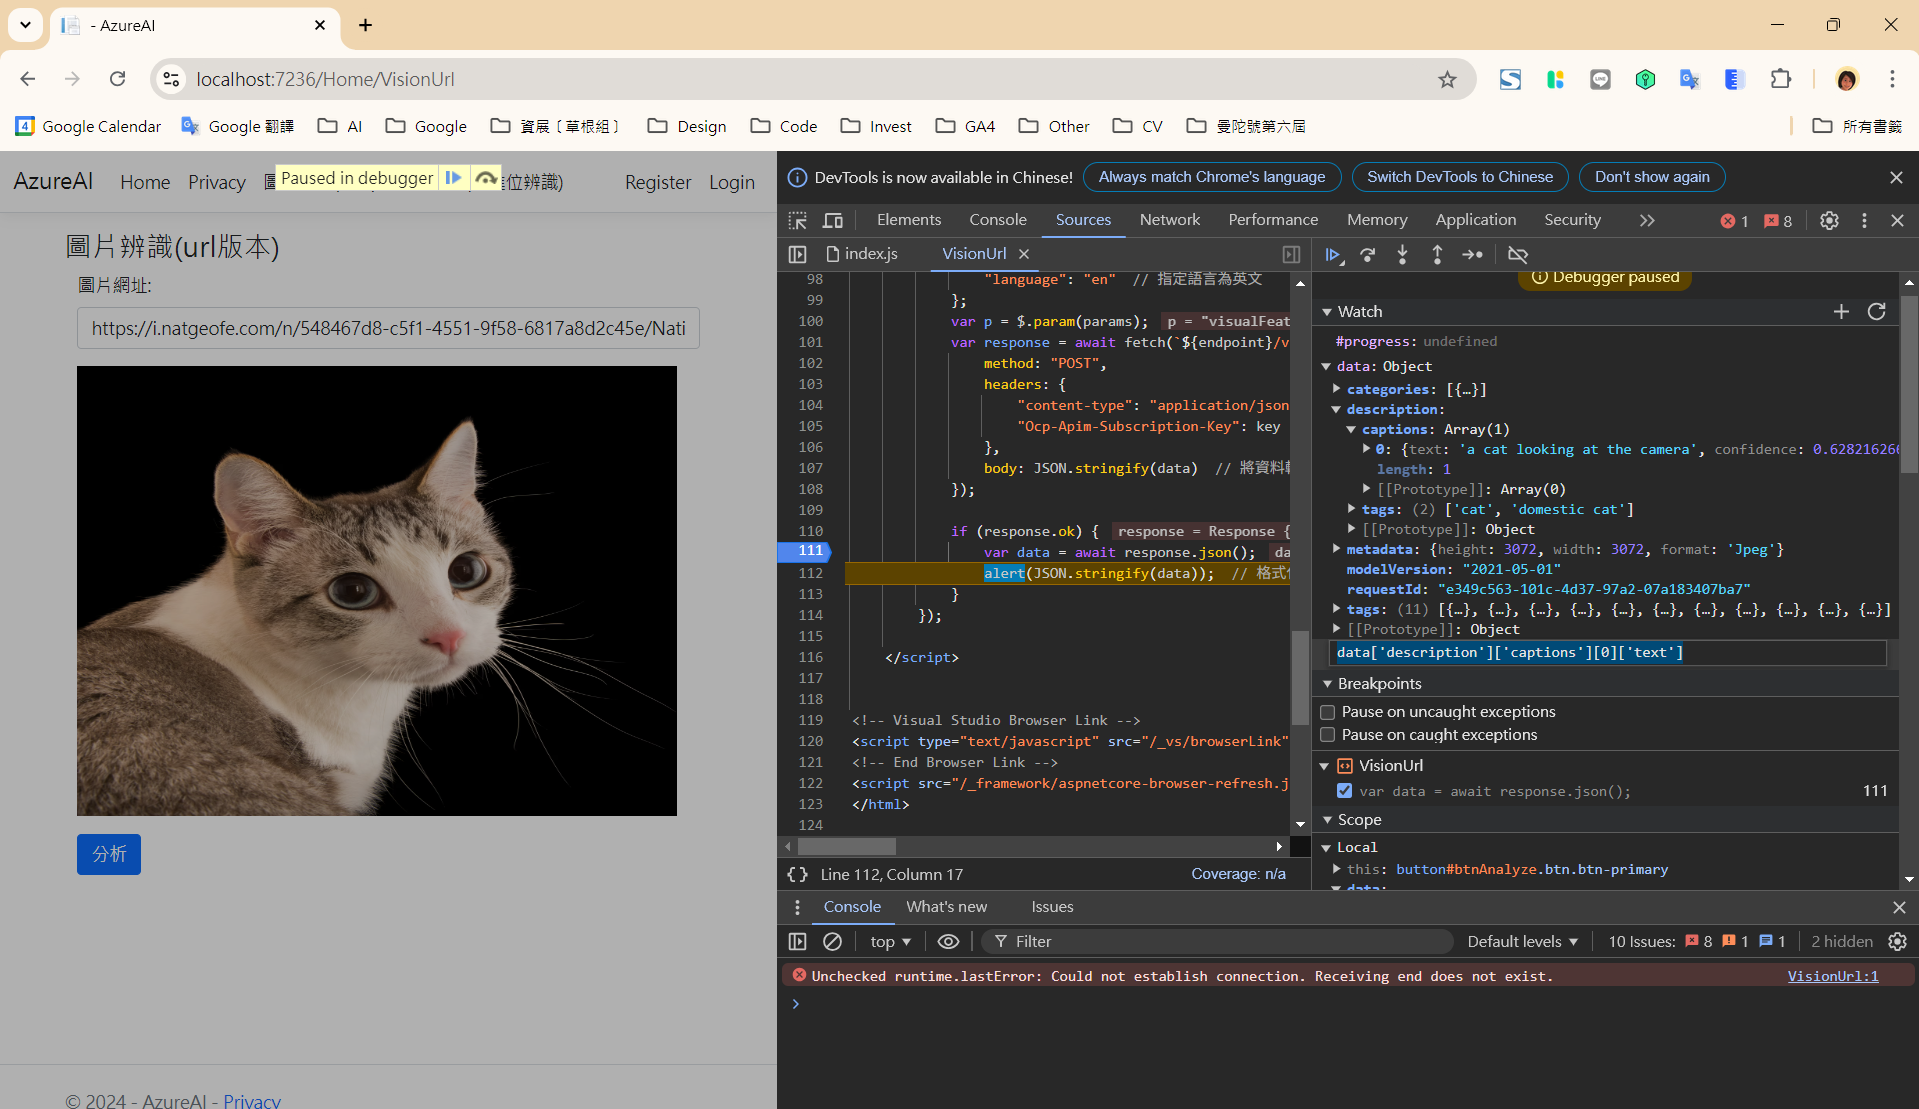 - AzureAI
localhost:7236/Home/VisionUrl
Google Calendar
Google 翻譯
AI
Google
資展〔草根組〕
Design
Code
Invest
GA4
Other
CV
曼陀號第六屆
所有書籤
AzureAI
Home
Privacy
Paused in debugger
位辨識)
Register
Login
圖片辨識(url版本)
圖片網址:
https://i.natgeofe.com/n/548467d8-c5f1-4551-9f58-6817a8d2c45e/Nati
分析
© 2024 - AzureAI - Privacy
DevTools is now available in Chinese!
Always match Chrome's language
Switch DevTools to Chinese
Don't show again
Elements
Console
Sources
Network
Performance
Memory
Application
Security
1
8
index.js
VisionUrl
98 "language": "en" // 指定語言為英文
99 };
100 var p = $.param(params); p = "visualFeat
101 var response = await fetch(`${endpoint}/v
102 method: "POST",
103 headers: {
104 "content-type": "application/json
105 "Ocp-Apim-Subscription-Key": key
106 },
107 body: JSON.stringify(data) // 將資料
108 });
109
110 if (response.ok) { response = Response {
111 var data = await response.json(); da
112 alert(JSON.stringify(data)); // 格式
113 }
114 });
115
116 </script>
117
118
119 <!-- Visual Studio Browser Link -->
120 <script type="text/javascript" src="/_vs/browserLink"
121 <!-- End Browser Link -->
122 <script src="/_framework/aspnetcore-browser-refresh.j
123 </html>
124
{} Line 112, Column 17
Coverage: n/a
Debugger paused
Watch
#progress: undefined
data: Object
categories: [{…}]
description:
captions: Array(1)
0: {text: 'a cat looking at the camera', confidence: 0.62821626
length: 1
[[Prototype]]: Array(0)
tags: (2) ['cat', 'domestic cat']
[[Prototype]]: Object
metadata: {height: 3072, width: 3072, format: 'Jpeg'}
modelVersion: "2021-05-01"
requestId: "e349c563-101c-4d37-97a2-07a183407ba7"
tags: (11) [{…}, {…}, {…}, {…}, {…}, {…}, {…}, {…}, {…}, {…}, {…}]
[[Prototype]]: Object
data['description']['captions'][0]['text']
Breakpoints
Pause on uncaught exceptions
Pause on caught exceptions
VisionUrl
var data = await response.json(); 111
Scope
Local
this: button#btnAnalyze.btn.btn-primary
data:
Console
What's new
Issues
top
Filter
Default levels
10 Issues: 8 1 1
2 hidden
Unchecked runtime.lastError: Could not establish connection. Receiving end does not exist.
VisionUrl:1